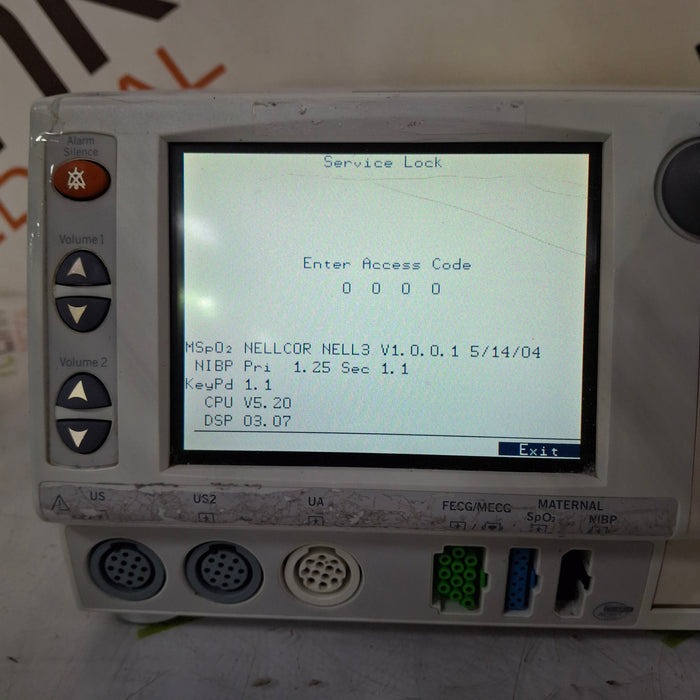 Alarm
Silence
Volume 1
Volume 2
Service Lock
Enter Access Code
0 0 0 0
MSpO₂ NELLCOR NELL3 V1.0.0.1 5/14/04
NIBP Pri 1.25 Sec 1.1
KeyPd 1.1
CPU V5.20
DSP 03.07
Exit
US
US2
UA
FECG/MECG
MATERNAL
SpO₂
NIBP